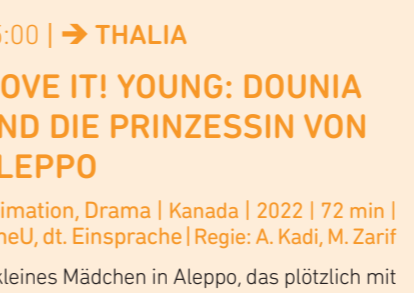 :00 | ➔ THALIA
OVE IT! YOUNG: DOUNIA
ND DIE PRINZESSIN VON
LEPPO
imation, Drama | Kanada | 2022 | 72 min |
neU, dt. Einsprache | Regie: A. Kadi, M. Zarif
kleines Mädchen in Aleppo, das plötzlich mit